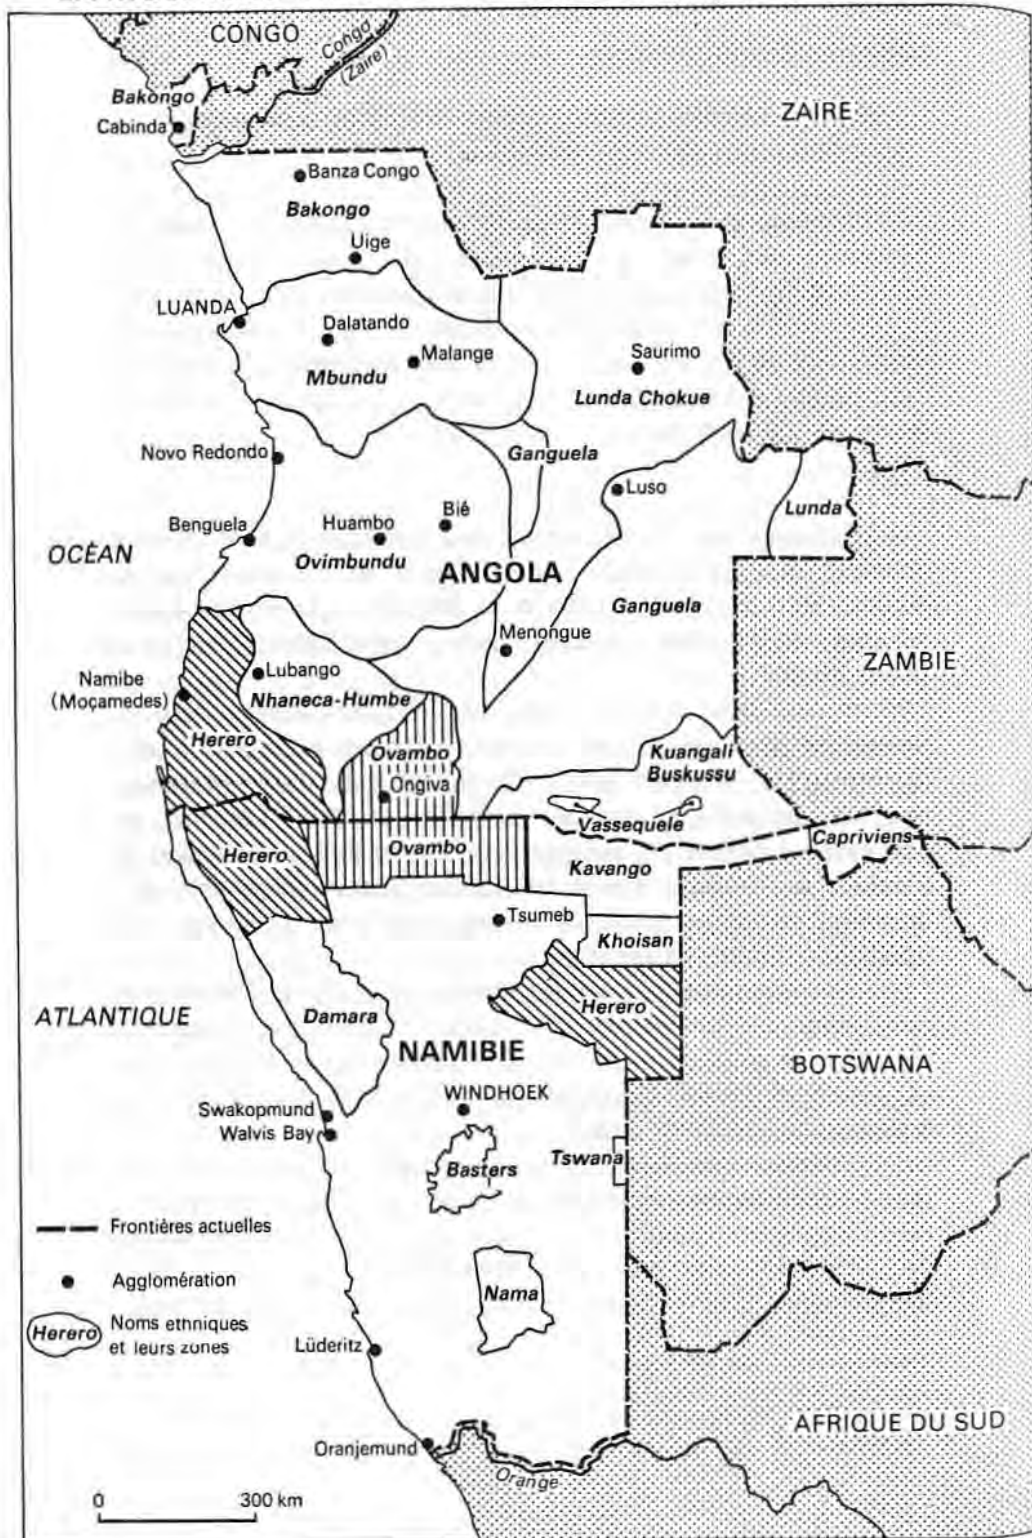 CONGO
Congo
(Zaïre)
Bakongo
Cabinda
ZAÏRE
Banza Congo
Bakongo
Uige
LUANDA
Dalatando
Malange
Mbundu
Saurimo
Lunda Chokue
Novo Redondo
Ganguela
Luso
Lunda
Benguela
Huambo
Bié
Ovimbundu
OCÉAN
ANGOLA
Ganguela
Menongue
ZAMBIE
Namibe
(Moçamedes)
Lubango
Nhaneca-Humbe
Herero
Ovambo
Ongiva
Kuangali
Buskussu
Vassequele
Capriviens
Herero
Ovambo
Kavango
Tsumeb
Khoisan
Herero
ATLANTIQUE
Damara
NAMIBIE
BOTSWANA
WINDHOEK
Swakopmund
Walvis Bay
Basters
Tswana
Frontières actuelles
Agglomération
Herero
Noms ethniques
et leurs zones
Nama
Lüderitz
Oranjemund
Orange
AFRIQUE DU SUD
0 300 km